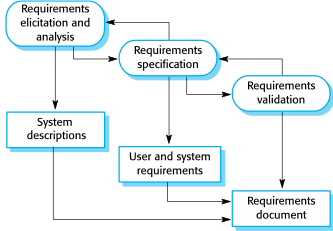 Requirements
elicitation and
analysis
Requirements
specification
Requirements
validation
System
descriptions
User and system
requirements
Requirements
document